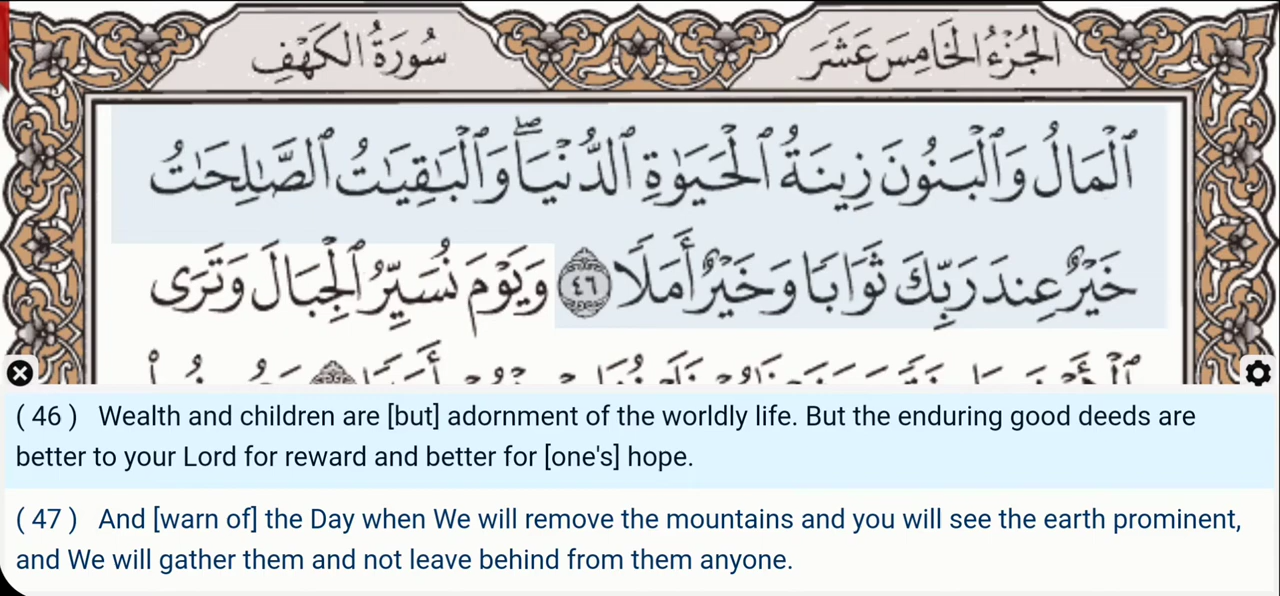 الجُزْءُ الخَامِسَ عَشَرَ
سُورَةُ الكَهْفِ
ٱلْمَالُ وَٱلْبَنُونَ زِينَةُ ٱلْحَيَوٰةِ ٱلدُّنْيَاۖ وَٱلْبَٰقِيَٰتُ ٱلصَّٰلِحَٰتُ
خَيْرٌ عِندَ رَبِّكَ ثَوَابًا وَخَيْرٌ أَمَلًا ٤٦ وَيَوْمَ نُسَيِّرُ ٱلْجِبَالَ وَتَرَى
( 46 ) Wealth and children are [but] adornment of the worldly life. But the enduring good deeds are
better to your Lord for reward and better for [one's] hope.
( 47 ) And [warn of] the Day when We will remove the mountains and you will see the earth prominent,
and We will gather them and not leave behind from them anyone.